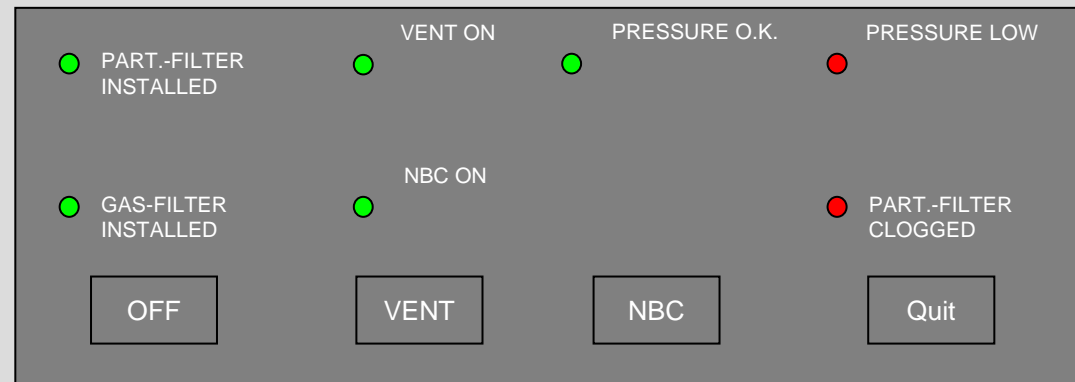 VENT ON
PRESSURE O.K.
PRESSURE LOW
PART.-FILTER
INSTALLED
NBC ON
GAS-FILTER
INSTALLED
PART.-FILTER
CLOGGED
OFF
VENT
NBC
Quit